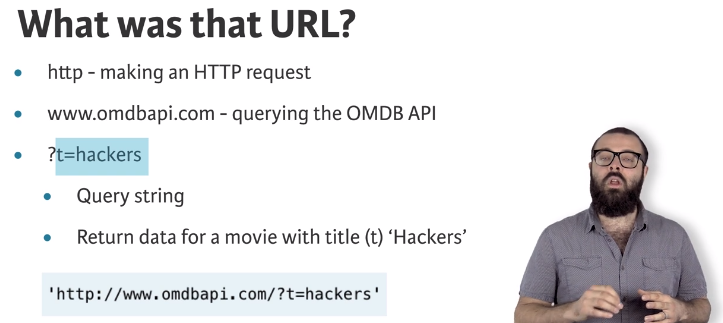 What was that URL?
• http - making an HTTP request
• www.omdbapi.com - querying the OMDB API
• ?t=hackers
• Query string
• Return data for a movie with title (t) ‘Hackers’
'http://www.omdbapi.com/?t=hackers'